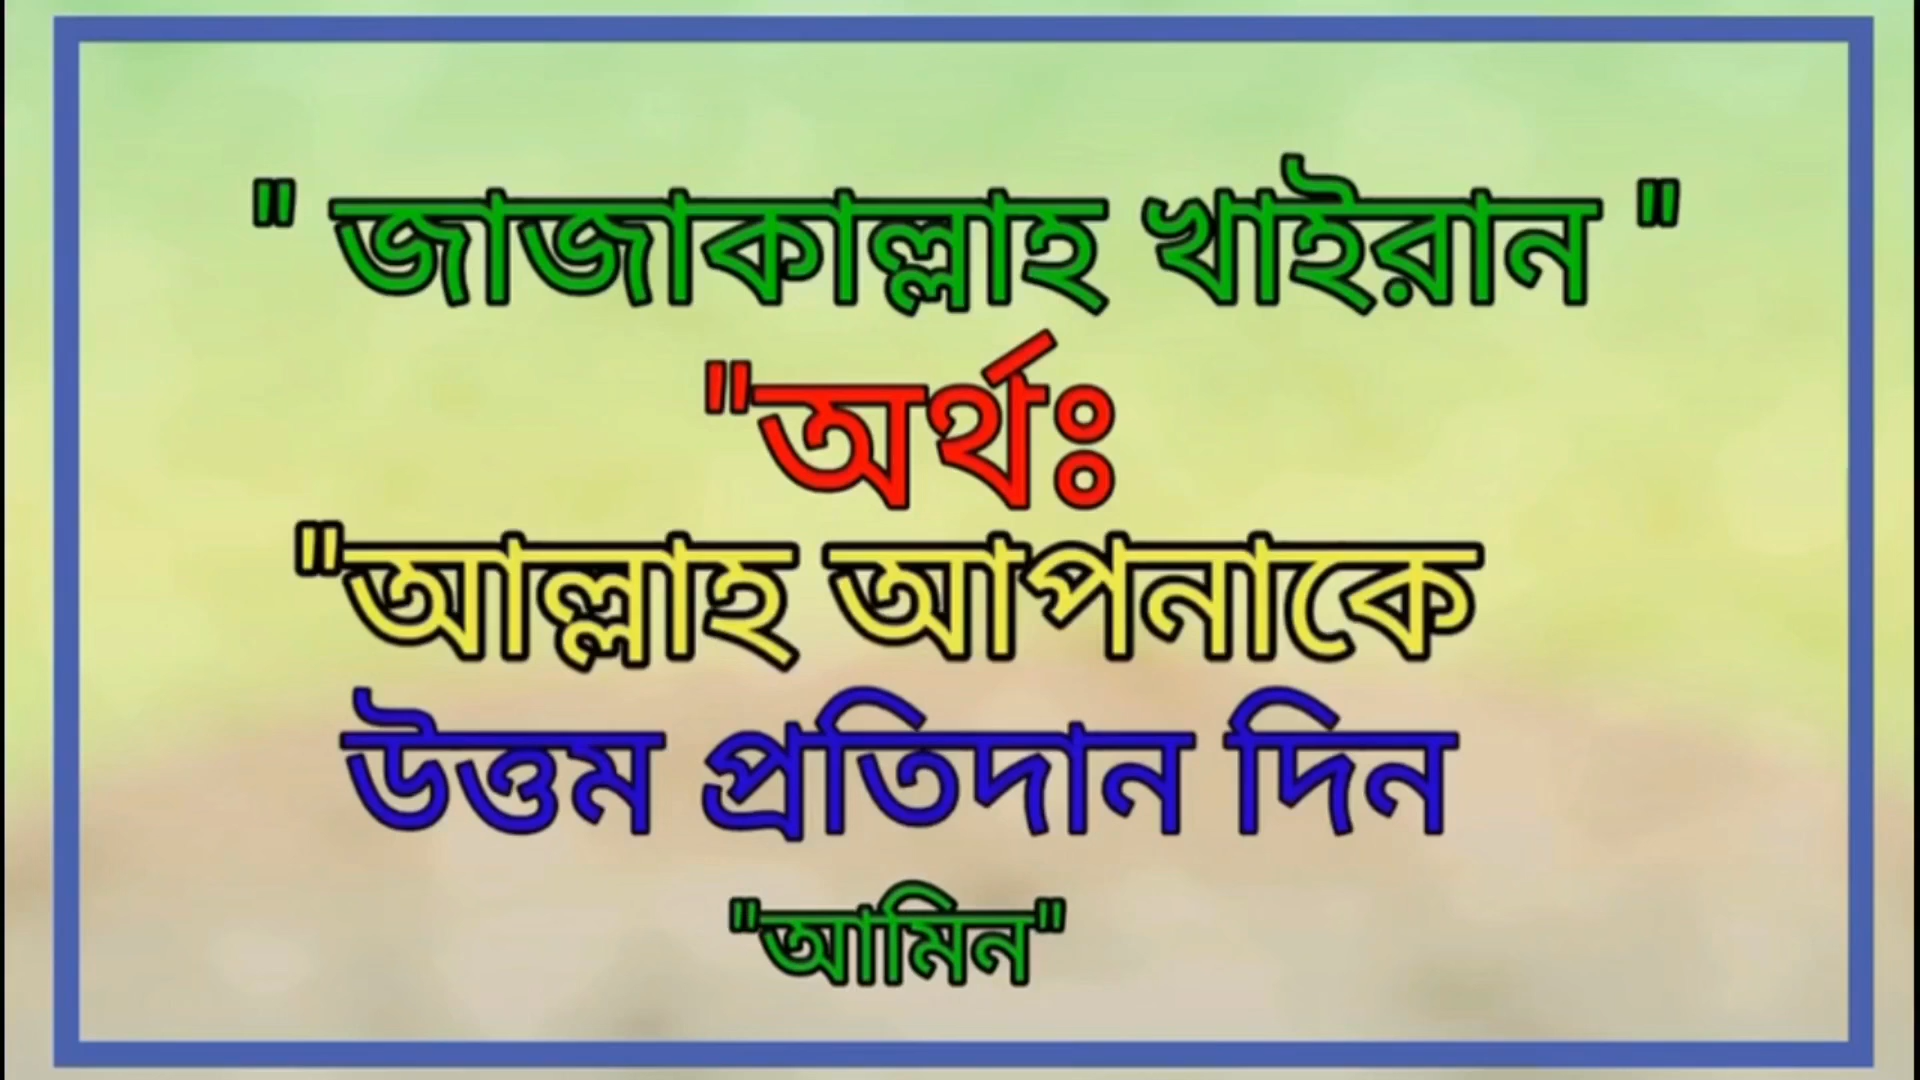 " জাজাকাল্লাহ খাইরান "
"অর্থঃ
"আল্লাহ আপনাকে
উত্তম প্রতিদান দিন
"আমিন"